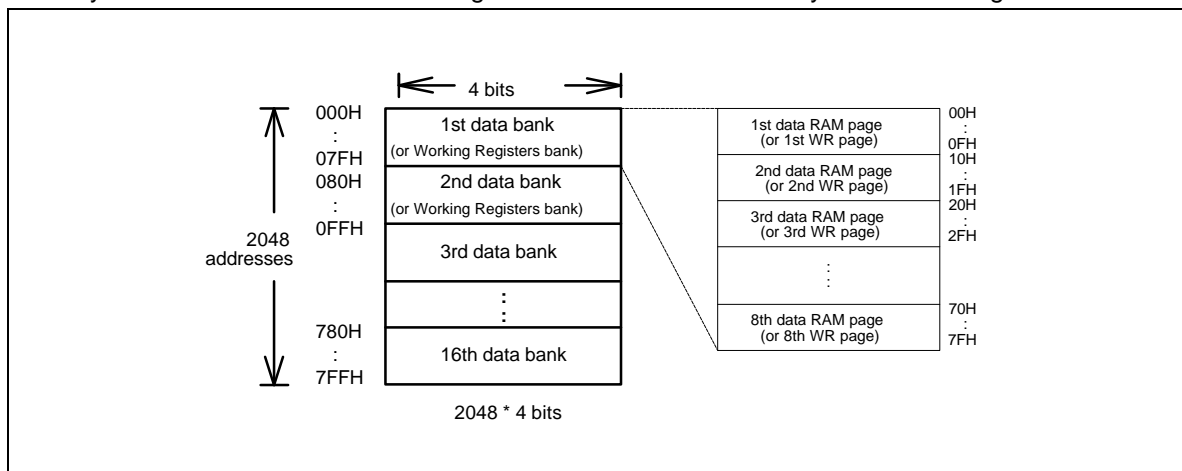 4 bits
000H
:
07FH
080H
:
0FFH
2048
addresses
780H
:
7FFH
1st data bank
(or Working Registers bank)
2nd data bank
(or Working Registers bank)
3rd data bank
:
:
16th data bank
2048 * 4 bits
1st data RAM page
(or 1st WR page)
2nd data RAM page
(or 2nd WR page)
3rd data RAM page
(or 3rd WR page)
:
:
8th data RAM page
(or 8th WR page)
00H
:
0FH
10H
:
1FH
20H
:
2FH
70H
:
7FH